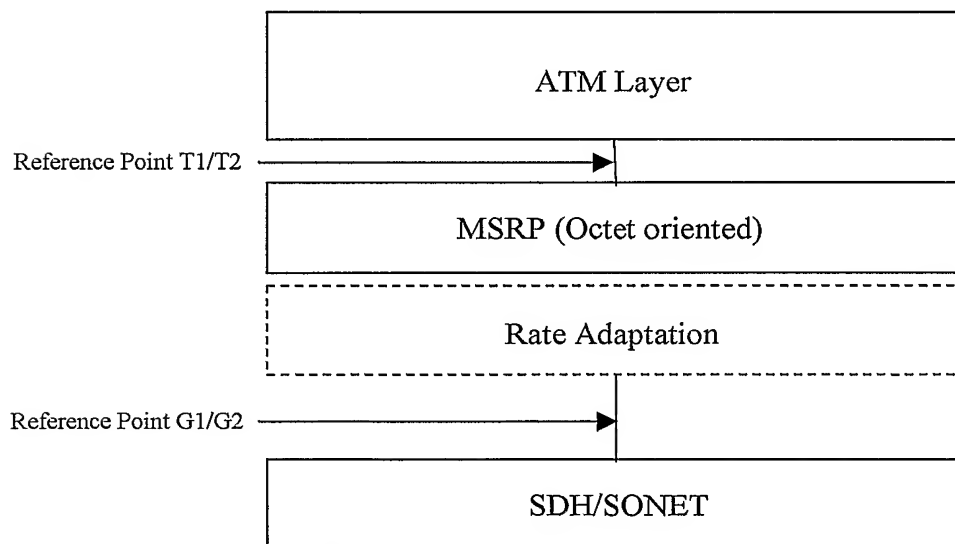 ATM Layer
Reference Point T1/T2
MSRP (Octet oriented)
Rate Adaptation
Reference Point G1/G2
SDH/SONET